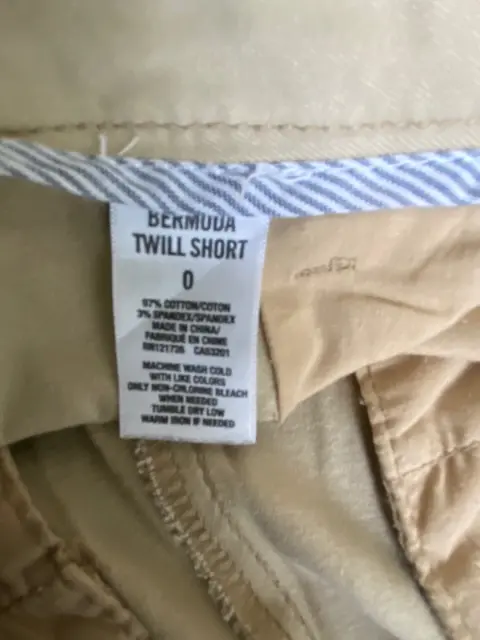 BERMUDA
TWILL SHORT
0
97% COTTON/COTON
3% SPANDEX/SPANDEX
MADE IN CHINA/
FABRIQUÉ EN CHINE
RN121726 CA53201
MACHINE WASH COLD
WITH LIKE COLORS
ONLY NON-CHLORINE BLEACH
WHEN NEEDED
TUMBLE DRY LOW
WARM IRON IF NEEDED